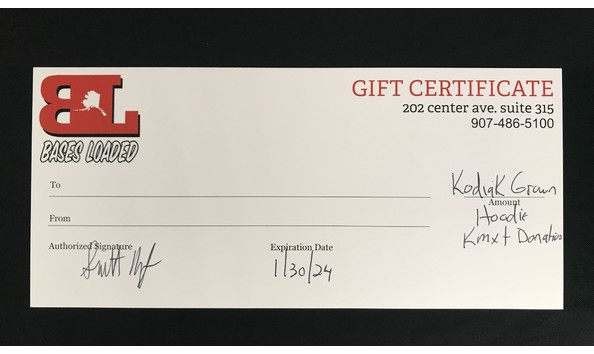 GIFT CERTIFICATE
202 center ave. suite 315
907-486-5100
BL
BASES LOADED
To
From
Kodiak Grown
Amount
Hoodie
Kmxt Donation
Authorized Signature
Expiration Date
1/30/24